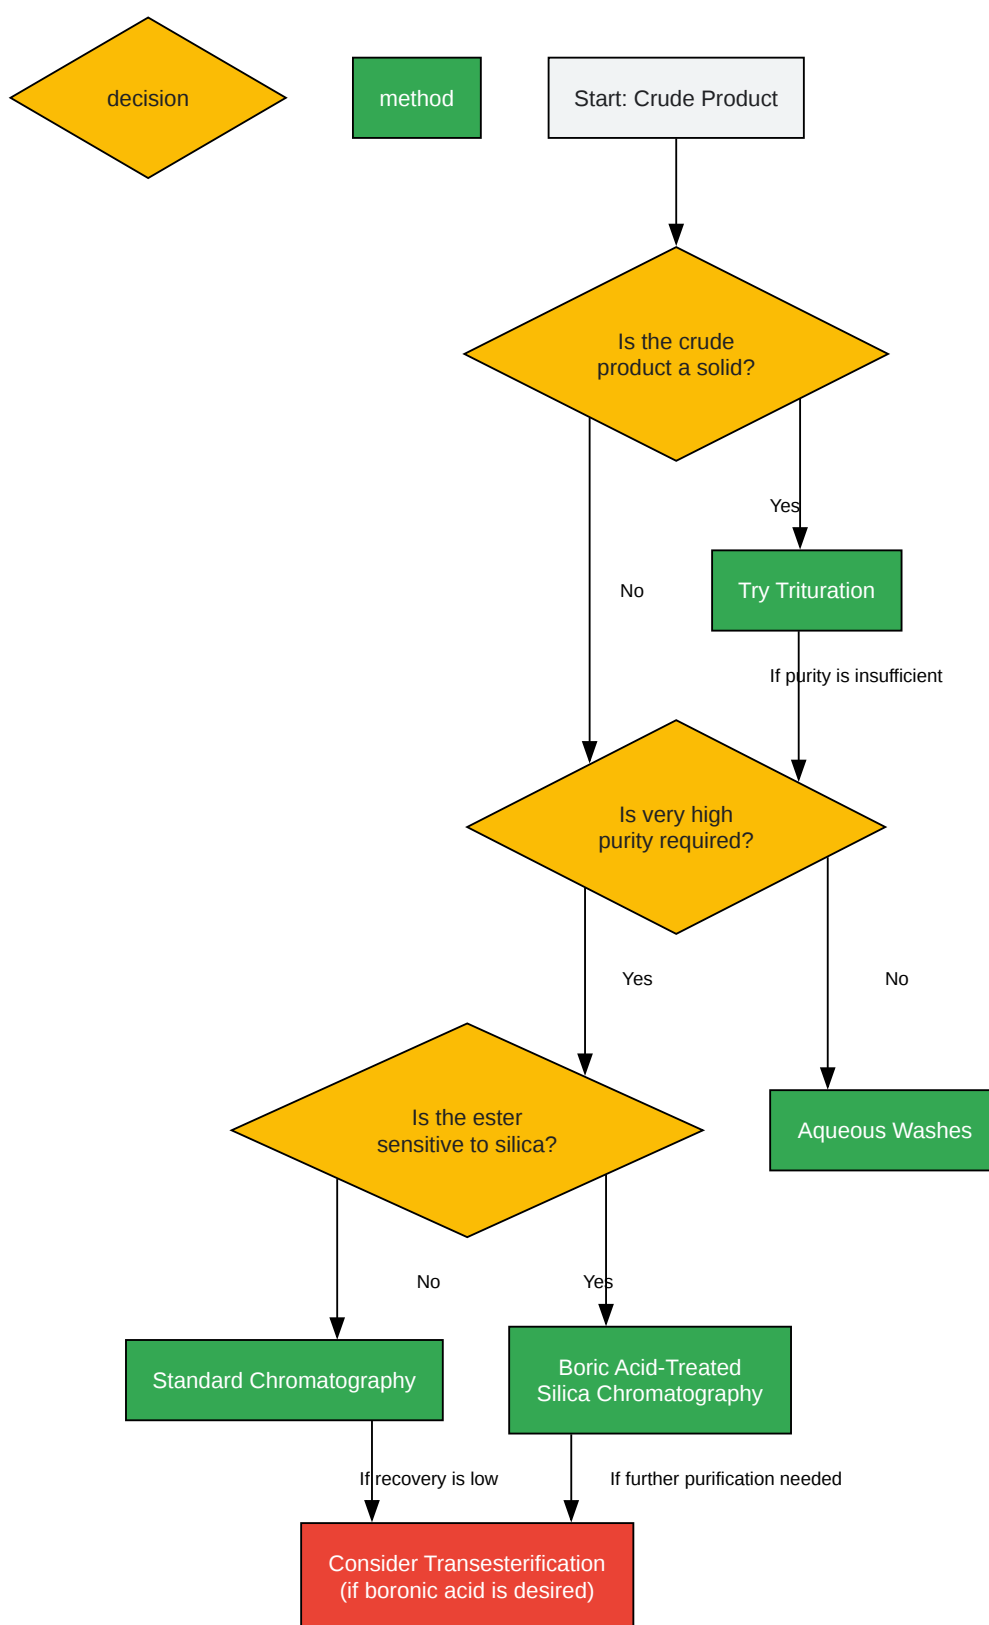 decision
method
Start: Crude Product
Is the crude
product a solid?
Yes
No
Try Trituration
If purity is insufficient
Is very high
purity required?
Yes
No
Is the ester
sensitive to silica?
Aqueous Washes
No
Yes
Standard Chromatography
Boric Acid-Treated
Silica Chromatography
If recovery is low
If further purification needed
Consider Transesterification
(if boronic acid is desired)